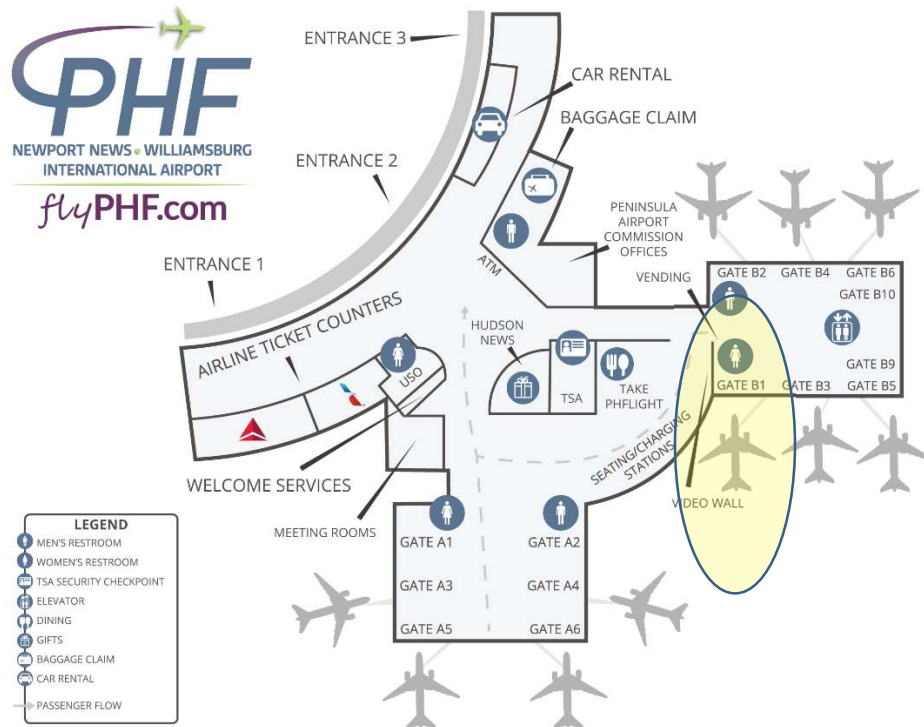 PHF
NEWPORT NEWS • WILLIAMSBURG
INTERNATIONAL AIRPORT
flyPHF.com
ENTRANCE 3
CAR RENTAL
BAGGAGE CLAIM
ENTRANCE 2
PENINSULA
AIRPORT
COMMISSION
OFFICES
ATM
ENTRANCE 1
VENDING
GATE B2
GATE B4
GATE B6
GATE B10
AIRLINE TICKET COUNTERS
HUDSON
NEWS
USO
TSA
TAKE
PHFLIGHT
GATE B9
GATE B1
GATE B3
GATE B5
SEATING/CHARGING
STATIONS
WELCOME SERVICES
VIDEO WALL
MEETING ROOMS
GATE A1
GATE A2
GATE A3
GATE A4
GATE A5
GATE A6
LEGEND
MEN'S RESTROOM
WOMEN'S RESTROOM
TSA SECURITY CHECKPOINT
ELEVATOR
DINING
GIFTS
BAGGAGE CLAIM
CAR RENTAL
PASSENGER FLOW